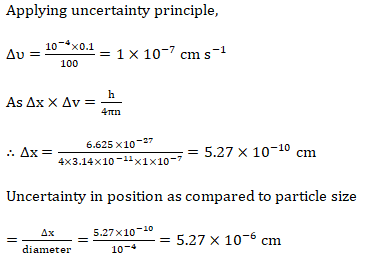 Applying uncertainty principle,
Δυ = 10⁻⁴×0.1 / 100 = 1 × 10⁻⁷ cm s⁻¹
As Δx × Δv = h / 4πn
∴ Δx = 6.625×10⁻²⁷ / 4×3.14×10⁻¹¹×1×10⁻⁷ = 5.27 × 10⁻¹⁰ cm
Uncertainty in position as compared to particle size
= Δx / diameter = 5.27×10⁻¹⁰ / 10⁻⁴ = 5.27 × 10⁻⁶ cm